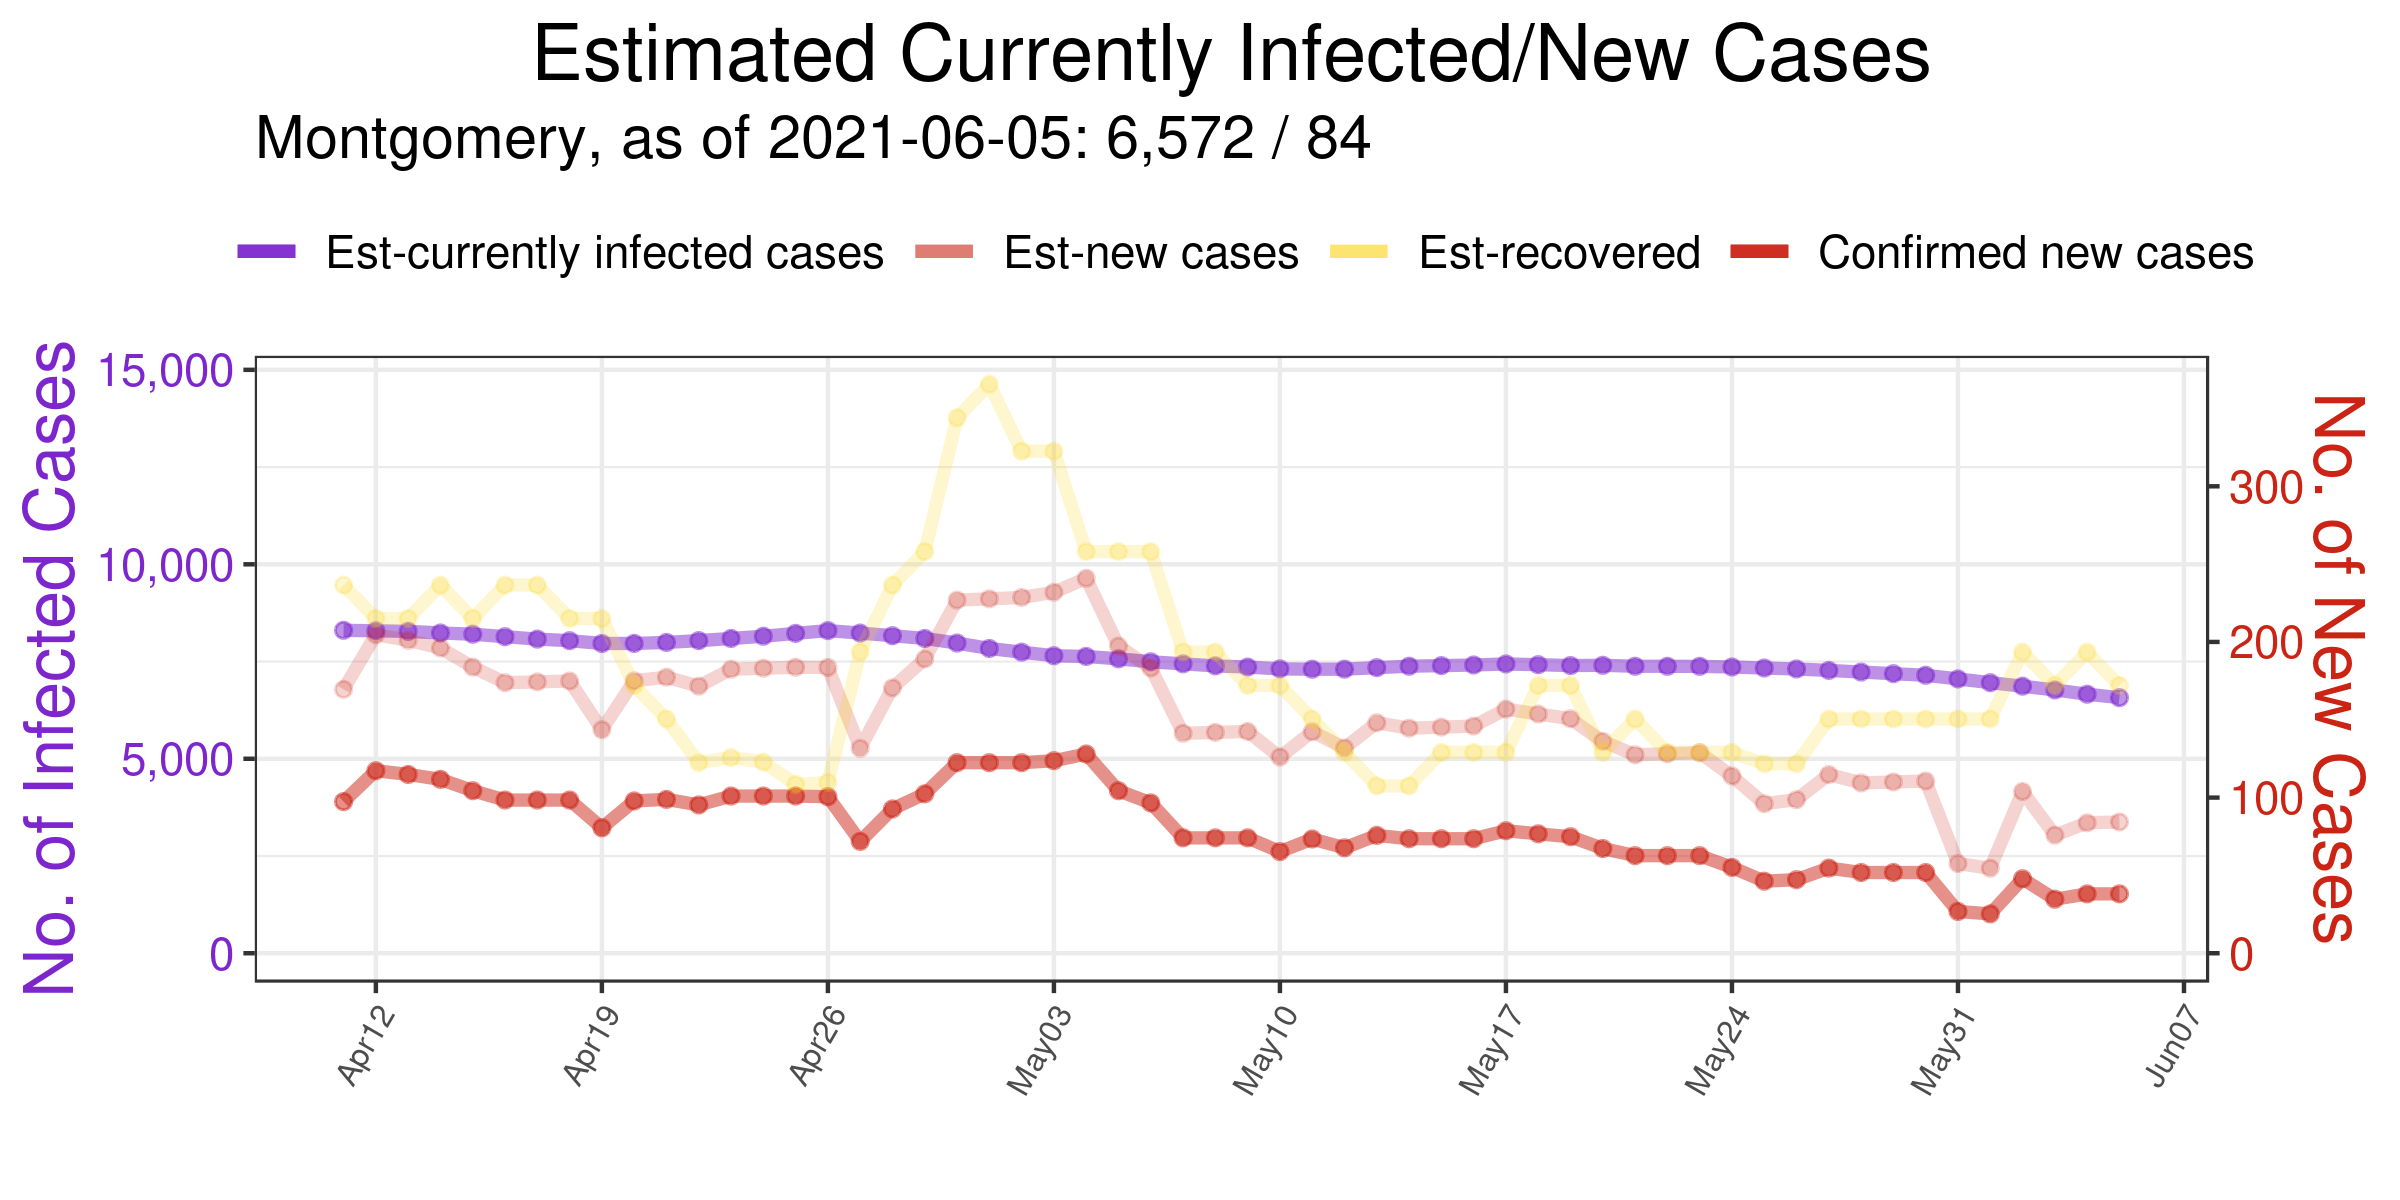 Estimated Currently Infected/New Cases
Montgomery, as of 2021-06-05: 6,572 / 84
Est-currently infected cases Est-new cases Est-recovered Confirmed new cases
No. of Infected Cases
15,000
10,000
5,000
0
300
200
100
0
No. of New Cases
Apr12 Apr19 Apr26 May03 May10 May17 May24 May31 Jun07